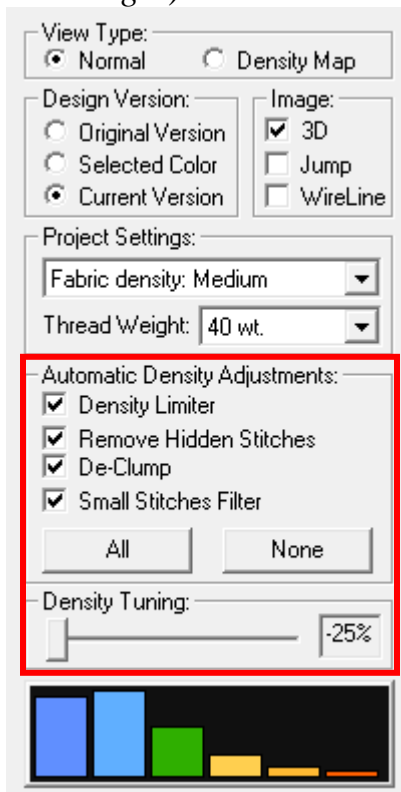 View Type:
Normal Density Map
Design Version:
Original Version
Selected Color
Current Version
Image:
3D
Jump
WireLine
Project Settings:
Fabric density: Medium
Thread Weight: 40 wt.
Automatic Density Adjustments:
Density Limiter
Remove Hidden Stitches
De-Clump
Small Stitches Filter
All None
Density Tuning:
-25%